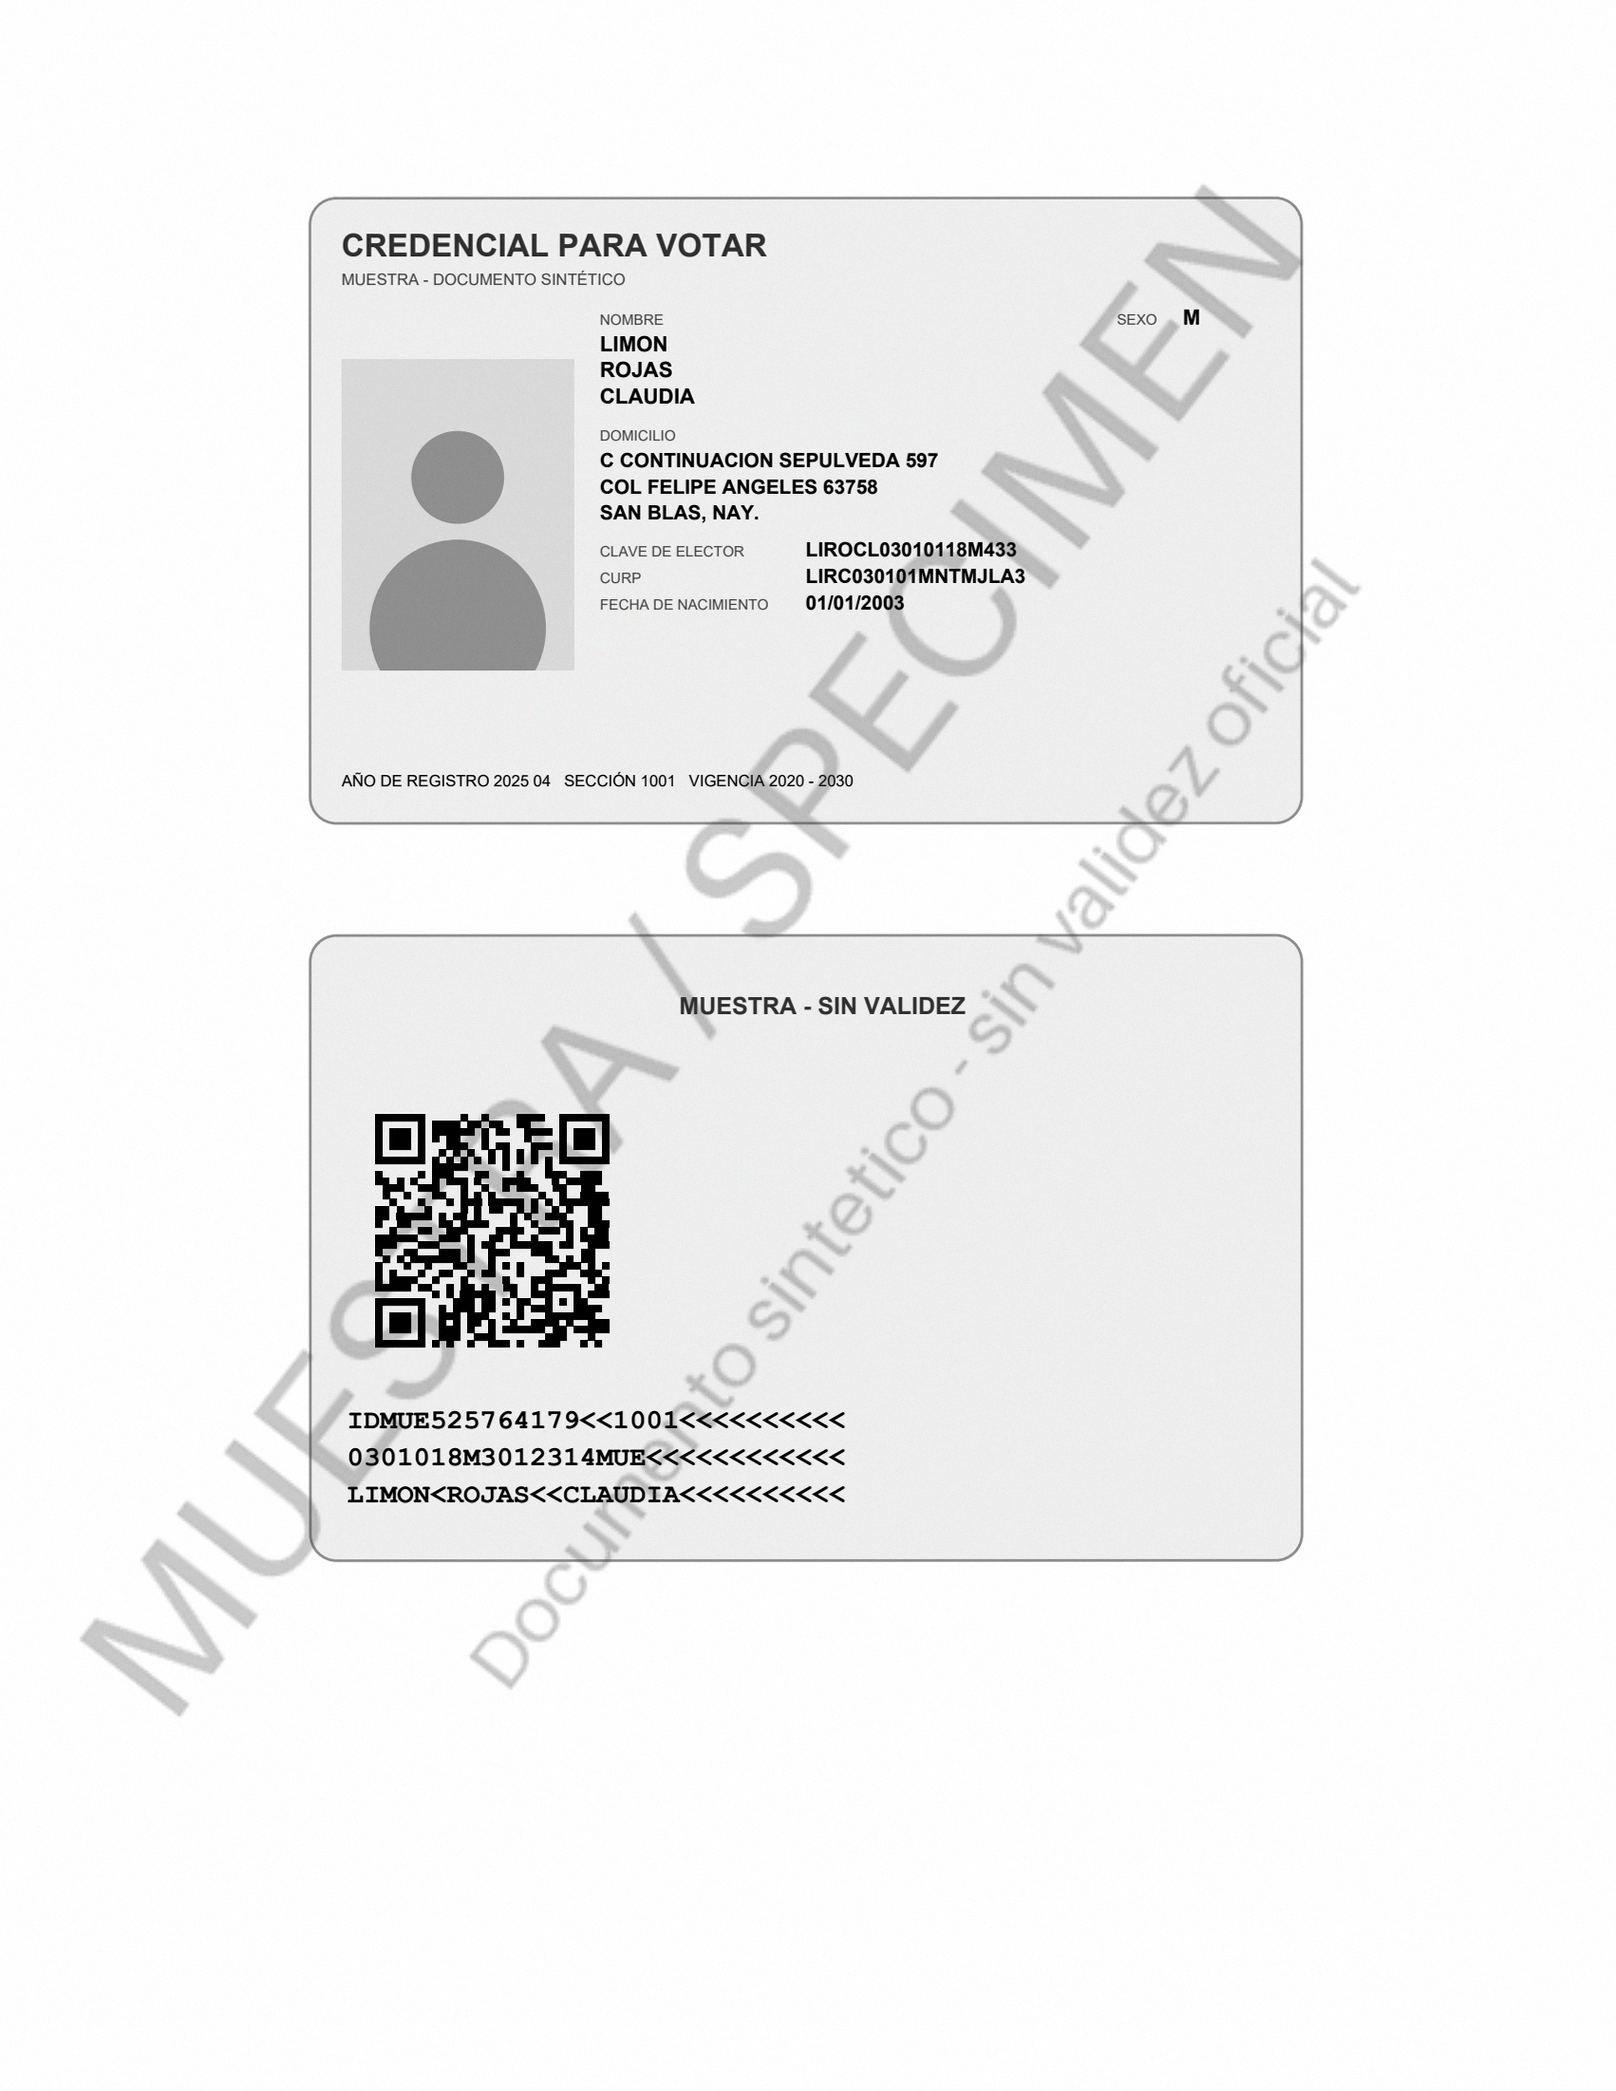 CREDENCIAL PARA VOTAR
MUESTRA - DOCUMENTO SINTÉTICO
NOMBRE
SEXO M
LIMON
ROJAS
CLAUDIA
DOMICILIO
C CONTINUACION SEPULVEDA 597
COL FELIPE ANGELES 63758
SAN BLAS, NAY.
CLAVE DE ELECTOR LIROCL03010118M433
CURP LIRC030101MNTMJLA3
FECHA DE NACIMIENTO 01/01/2003
AÑO DE REGISTRO 2025 04 SECCIÓN 1001 VIGENCIA 2020 - 2030
MUESTRA - SIN VALIDEZ
IDMUE525764179<<1001<<<<<<<<<<
0301018M3012314MUE<<<<<<<<<<<<
LIMON<ROJAS<<CLAUDIA<<<<<<<<<<
MUESTRA / SPECIMEN
Documento sintetico - sin validez oficial